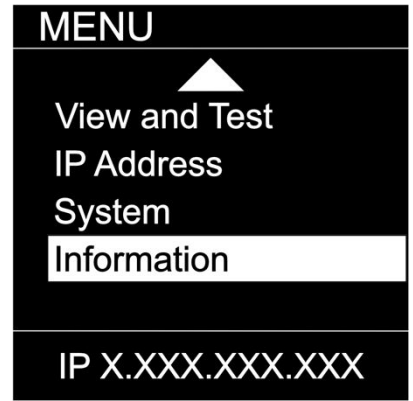 MENU
View and Test
IP Address
System
Information
IP X.XXX.XXX.XXX